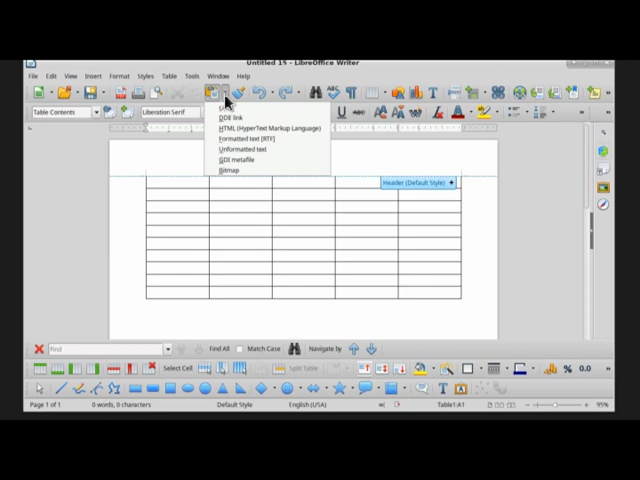 Untitled 15 - LibreOffice Writer
File Edit View Insert Format Styles Table Tools Window Help
Table Contents Liberation Serif
DDE link
HTML (HyperText Markup Language)
Formatted text [RTF]
Unformatted text
GDI metafile
Bitmap
Header (Default Style) +
Find Find All Match Case Navigate by
Select Cell Split Table 0.0
Page 1 of 1 0 words, 0 characters Default Style English (USA) Table1:A1 95%